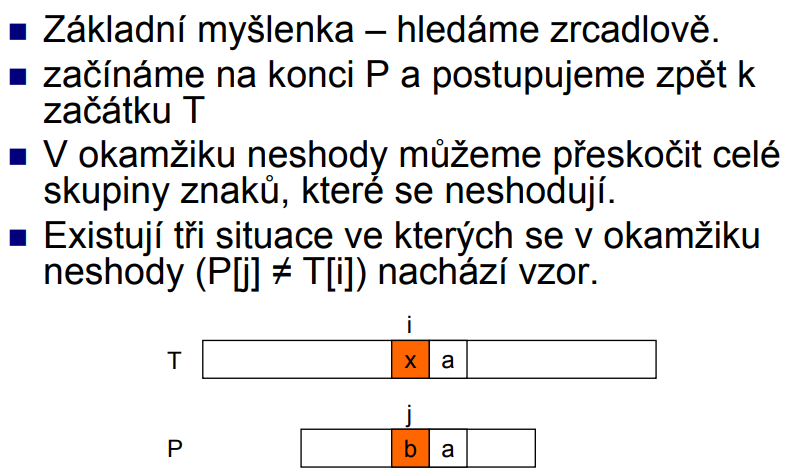 Základní myšlenka – hledáme zrcadlově.
začínáme na konci P a postupujeme zpět k
začátku T
V okamžiku neshody můžeme přeskočit celé
skupiny znaků, které se neshodují.
Existují tři situace ve kterých se v okamžiku
neshody (P[j] ≠ T[i]) nachází vzor.
i
T x a
j
P b a